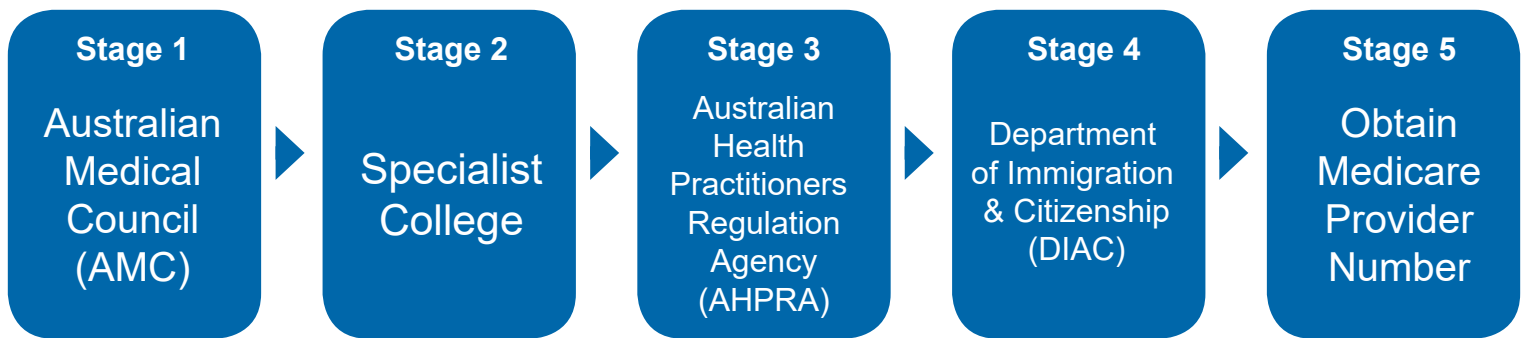 Stage 1
Australian
Medical
Council
(AMC)
Stage 2
Specialist
College
Stage 3
Australian
Health
Practitioners
Regulation
Agency
(AHPRA)
Stage 4
Department
of Immigration
& Citizenship
(DIAC)
Stage 5
Obtain
Medicare
Provider
Number